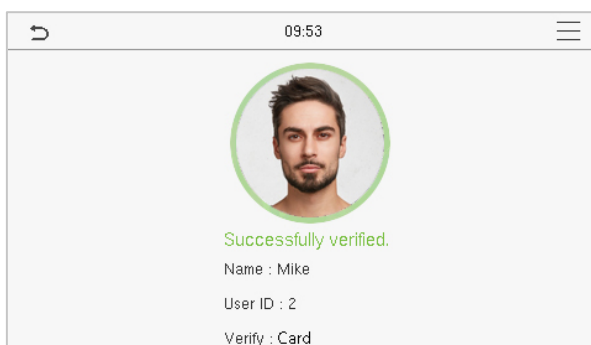 09:53
Successfully verified.
Name : Mike
User ID : 2
Verify : Card